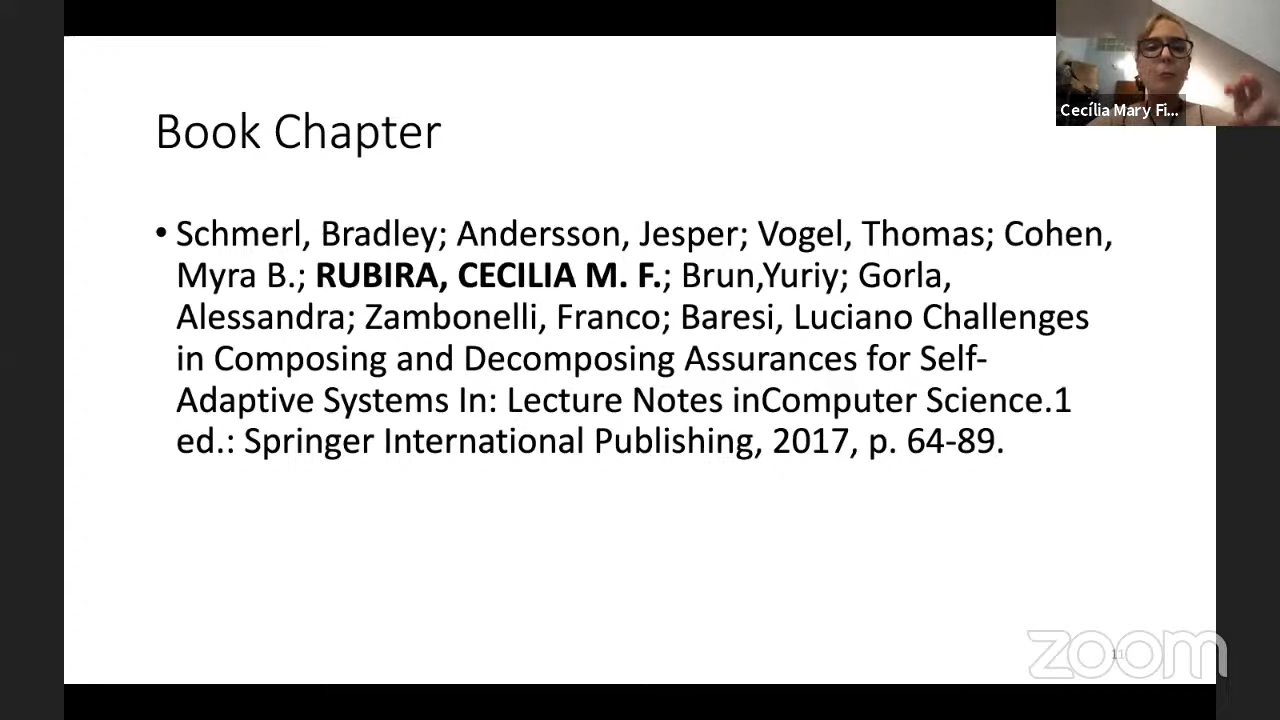 Cecília Mary Fi...
Book Chapter
• Schmerl, Bradley; Andersson, Jesper; Vogel, Thomas; Cohen,
Myra B.; RUBIRA, CECILIA M. F.; Brun,Yuriy; Gorla,
Alessandra; Zambonelli, Franco; Baresi, Luciano Challenges
in Composing and Decomposing Assurances for Self-
Adaptive Systems In: Lecture Notes inComputer Science.1
ed.: Springer International Publishing, 2017, p. 64-89.
11
zoom